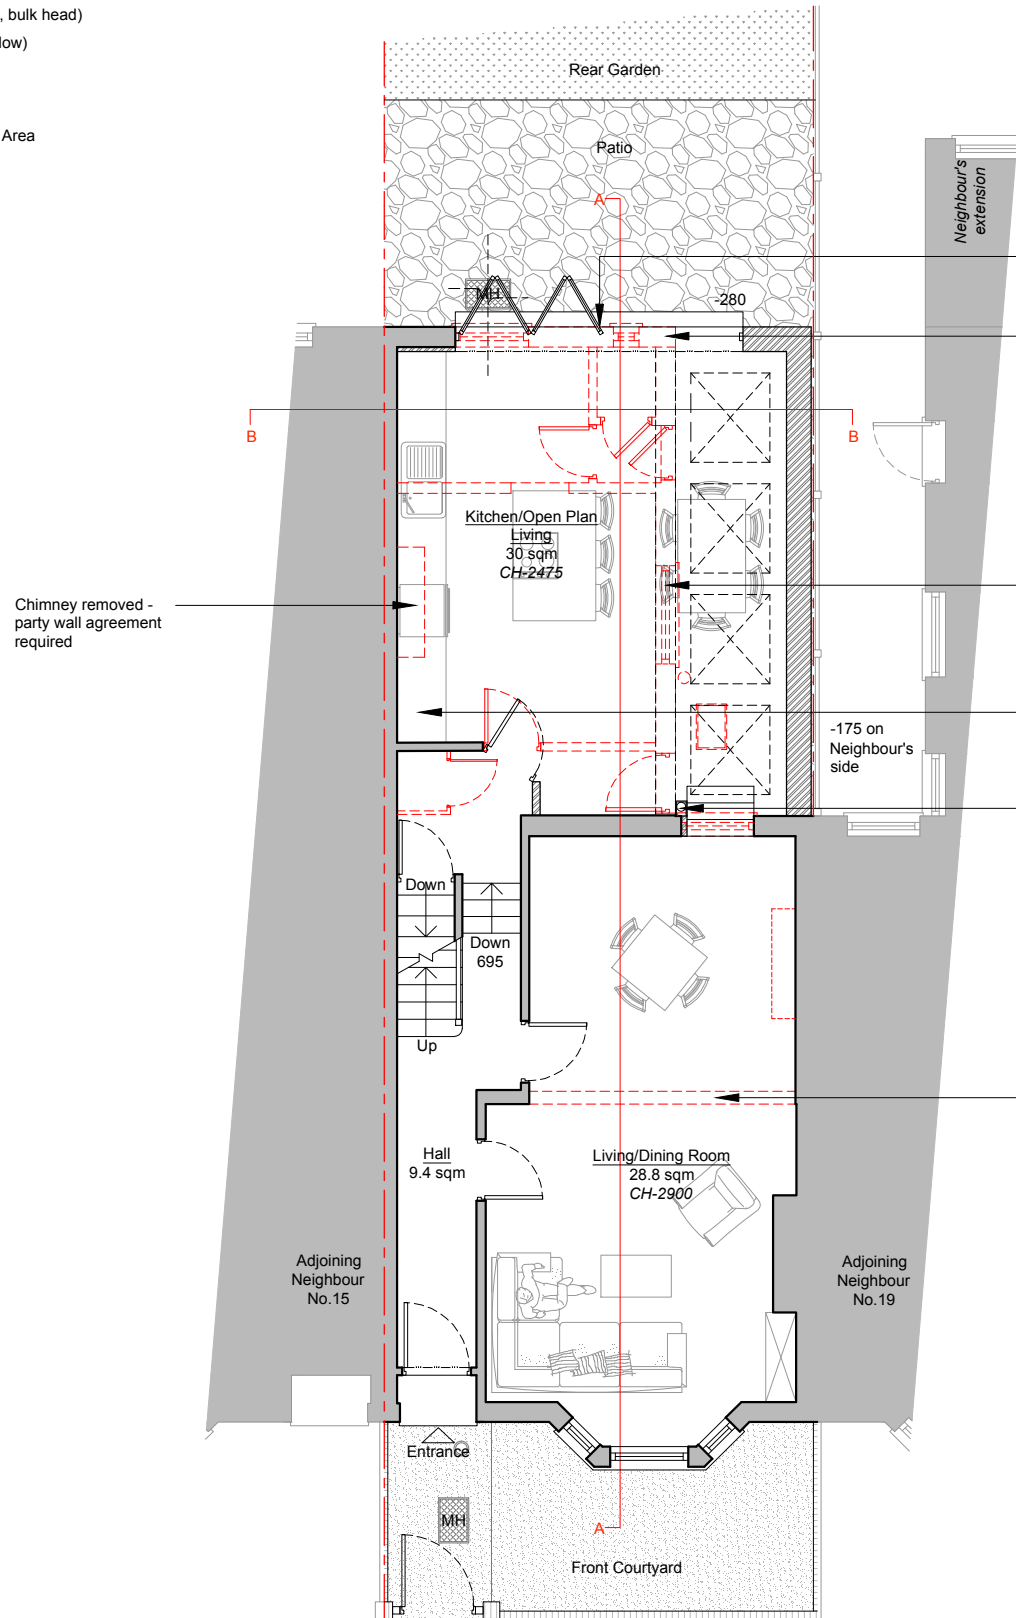 , bulk head)
low)
Area
Rear Garden
Patio
Neighbour's
extension
MH
-280
A
B
B
Kitchen/Open Plan
Living
30 sqm
CH-2475
Chimney removed -
party wall agreement
required
-175 on
Neighbour's
side
Down
Down
695
Up
Hall
9.4 sqm
Living/Dining Room
28.8 sqm
CH-2900
Adjoining
Neighbour
No.15
Adjoining
Neighbour
No.19
Entrance
MH
A
Front Courtyard